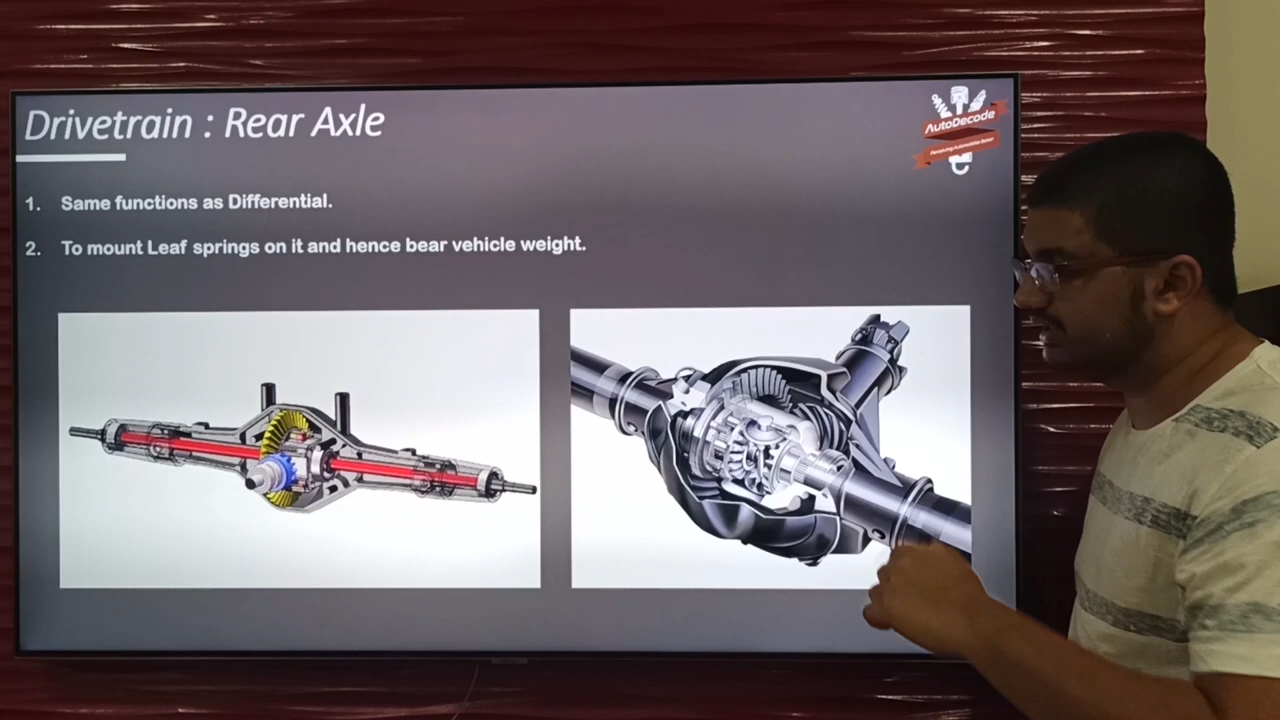 Drivetrain : Rear Axle
AutoDecode
1. Same functions as Differential.
2. To mount Leaf springs on it and hence bear vehicle weight.